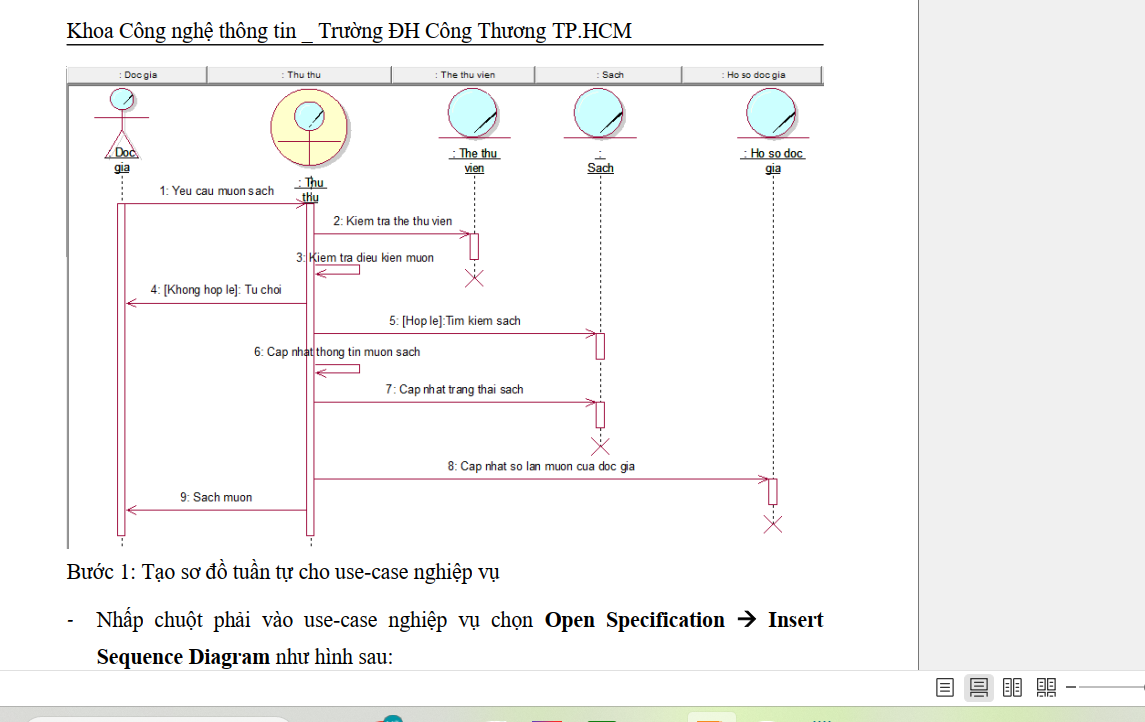 Khoa Công nghệ thông tin _ Trường ĐH Công Thương TP.HCM
: Doc gia
: Thu thu
: The thu vien
: Sach
: Ho so doc gia
: Doc
gia
: Thu
thu
: The thu
vien
:
Sach
: Ho so doc
gia
1: Yeu cau muon sach
2: Kiem tra the thu vien
3: Kiem tra dieu kien muon
4: [Khong hop le]: Tu choi
5: [Hop le]:Tim kiem sach
6: Cap nhat thong tin muon sach
7: Cap nhat trang thai sach
8: Cap nhat so lan muon cua doc gia
9: Sach muon
Bước 1: Tạo sơ đồ tuần tự cho use-case nghiệp vụ
- Nhấp chuột phải vào use-case nghiệp vụ chọn Open Specification → Insert
Sequence Diagram như hình sau: